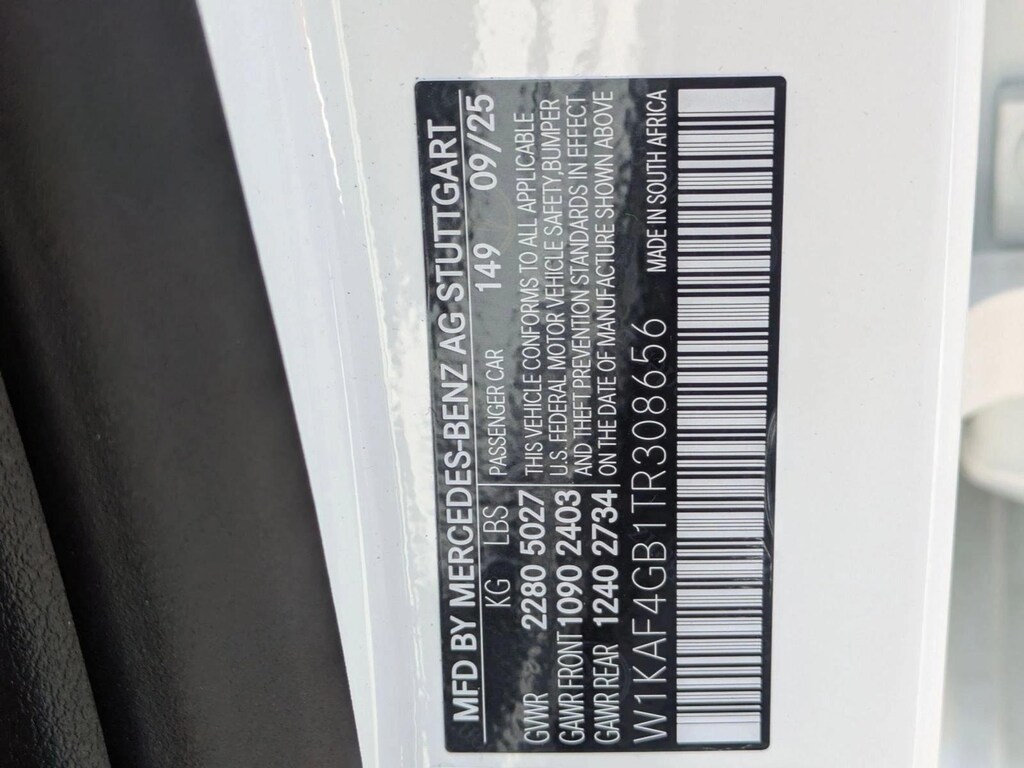 MFD BY MERCEDES-BENZ AG STUTTGART
KG LBS PASSENGER CAR 149 09/25
GVWR 2280 5027 THIS VEHICLE CONFORMS TO ALL APPLICABLE
GAWR FRONT 1090 2403 U.S. FEDERAL MOTOR VEHICLE SAFETY, BUMPER
GAWR REAR 1240 2734 AND THEFT PREVENTION STANDARDS IN EFFECT
ON THE DATE OF MANUFACTURE SHOWN ABOVE
W1KAF4GB1TR308656 MADE IN SOUTH AFRICA